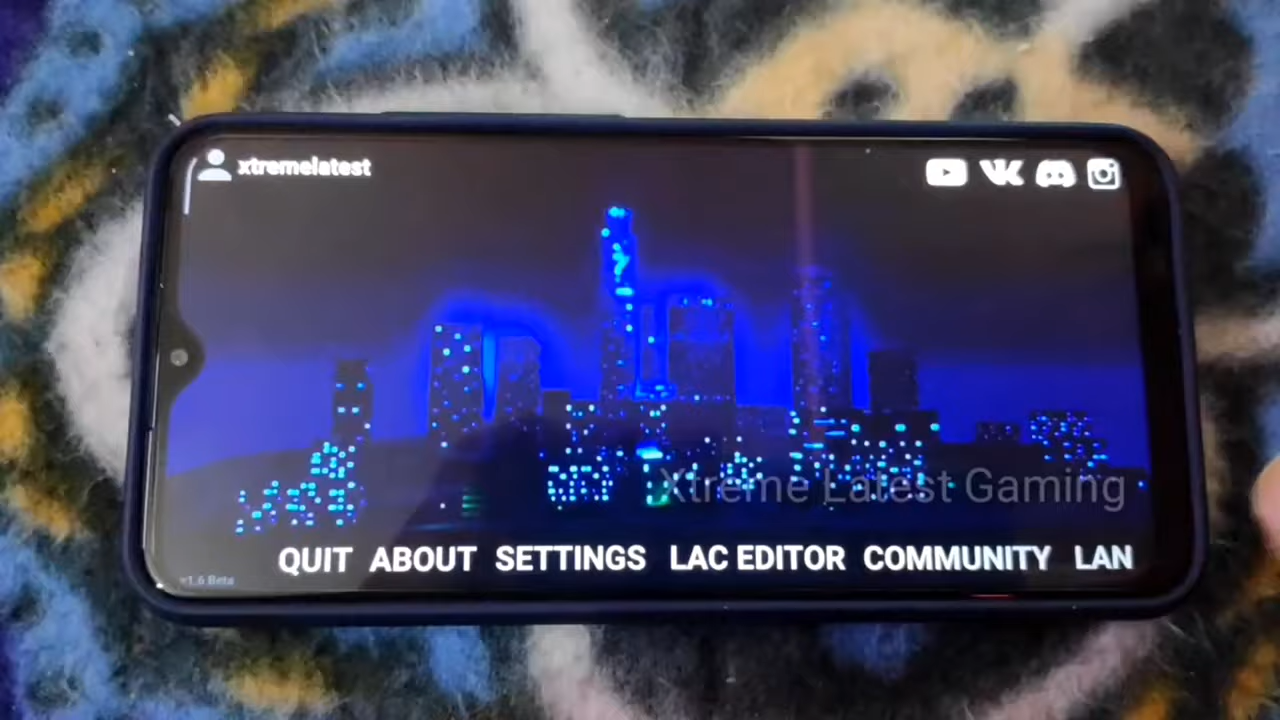 xtremelatest
Xtreme Latest Gaming
QUIT ABOUT SETTINGS LAC EDITOR COMMUNITY LAN
v1.6 Beta